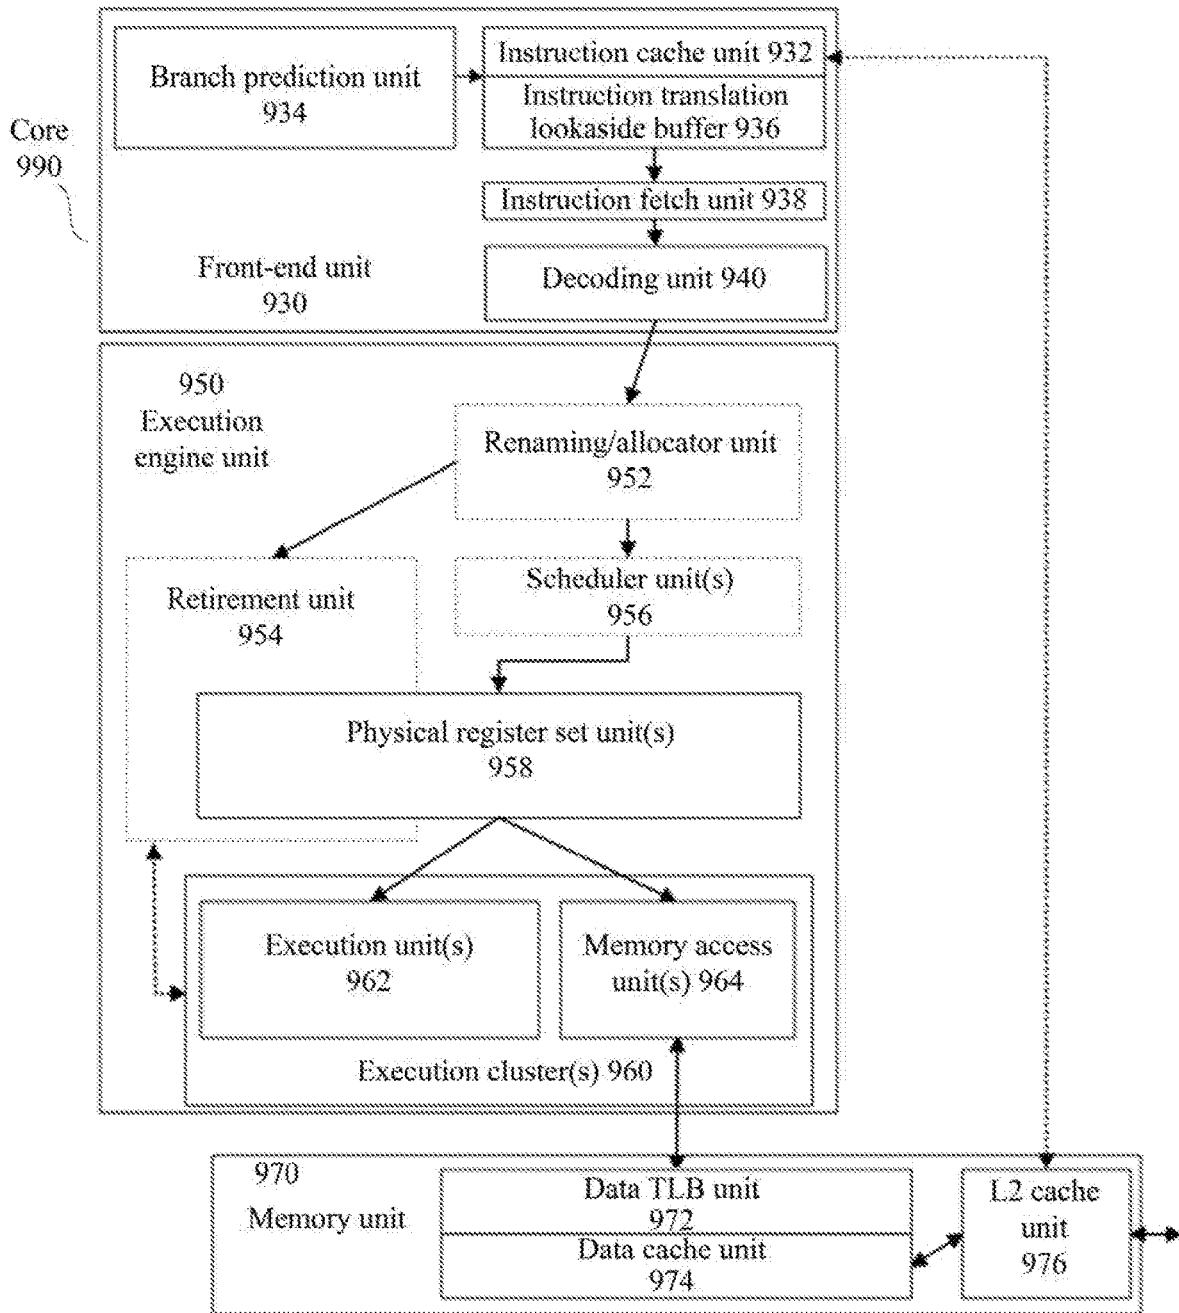 Core
990
Branch prediction unit
934
Instruction cache unit 932
Instruction translation
lookaside buffer 936
Instruction fetch unit 938
Decoding unit 940
Front-end unit
930
950
Execution
engine unit
Renaming/allocator unit
952
Scheduler unit(s)
956
Retirement unit
954
Physical register set unit(s)
958
Execution unit(s)
962
Memory access
unit(s) 964
Execution cluster(s) 960
970
Memory unit
Data TLB unit
972
Data cache unit
974
L2 cache
unit
976